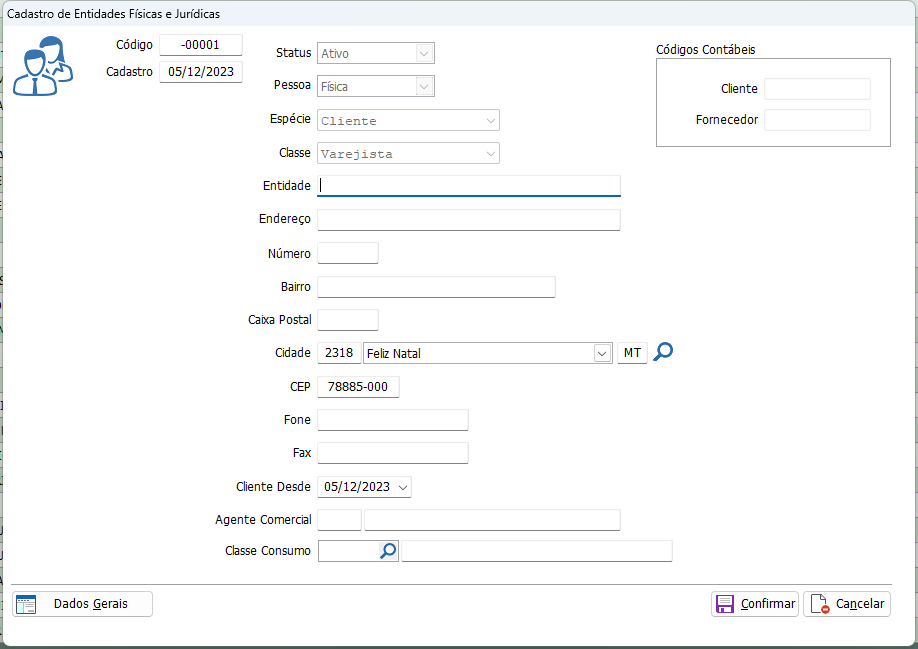 Cadastro de Entidades Físicas e Jurídicas
Código -00001
Cadastro 05/12/2023
Status Ativo
Pessoa Física
Espécie Cliente
Classe Varejista
Códigos Contábeis
Cliente
Fornecedor
Entidade
Endereço
Número
Bairro
Caixa Postal
Cidade 2318 Feliz Natal MT
CEP 78885-000
Fone
Fax
Cliente Desde 05/12/2023
Agente Comercial
Classe Consumo
Dados Gerais Confirmar Cancelar